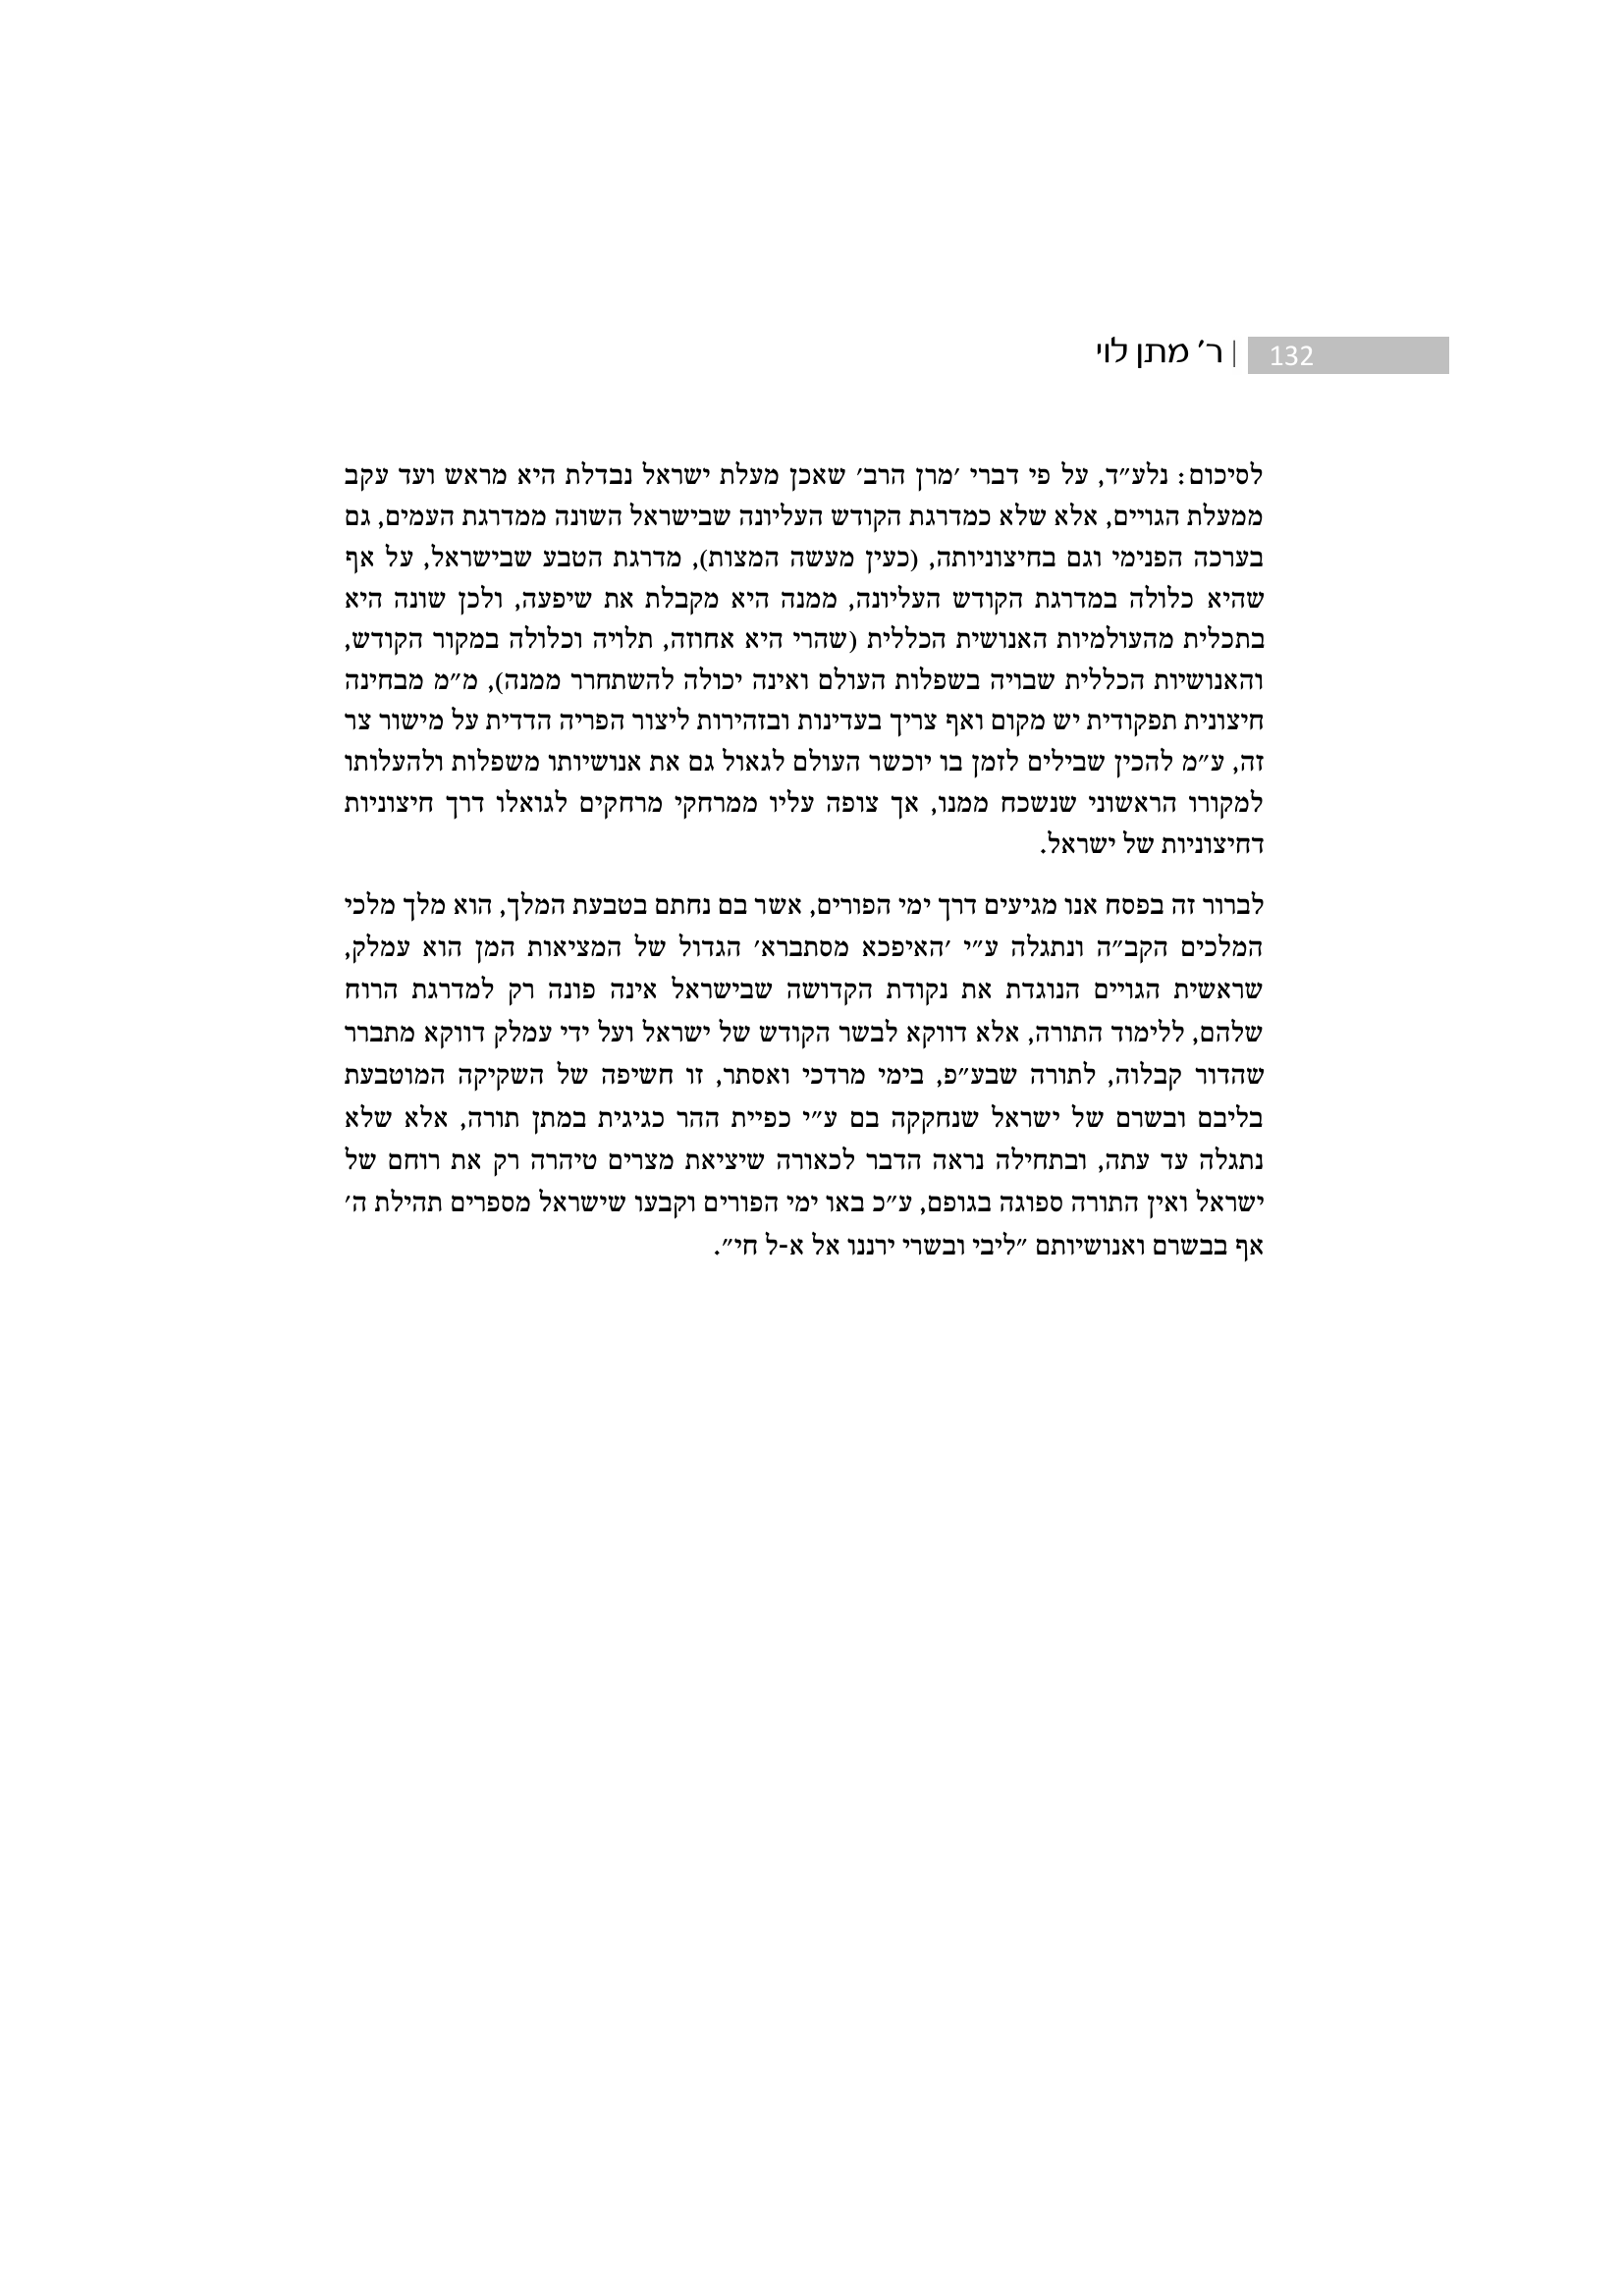 132 | ר׳ מתן לוי
לסיכום: נלע״ד, על פי דברי ׳מרן הרב׳ שאכן מעלת ישראל נבדלת היא מראש ועד עקב
ממעלת הגויים, אלא שלא כמדרגת הקודש העליונה שבישראל השונה ממדרגת העמים, גם
בערכה הפנימי וגם בחיצוניותה, (כעין מעשה המצות), מדרגת הטבע שבישראל, על אף
שהיא כלולה במדרגת הקודש העליונה, ממנה היא מקבלת את שיפעה, ולכן שונה היא
בתכלית מהעולמיות האנושית הכללית (שהרי היא אחוזה, תלויה וכלולה במקור הקודש,
והאנושיות הכללית שבויה בשפלות העולם ואינה יכולה להשתחרר ממנה), מ״מ מבחינה
חיצונית תפקודית יש מקום ואף צריך בעדינות ובזהירות ליצור הפריה הדדית על מישור צר
זה, ע״מ להכין שבילים לזמן בו יוכשר העולם לגאול גם את אנושיותו משפלות ולהעלותו
למקורו הראשוני שנשכח ממנו, אך צופה עליו ממרחקי מרחקים לגואלו דרך חיצוניות
דחיצוניות של ישראל.
לברור זה בפסח אנו מגיעים דרך ימי הפורים, אשר בם נחתם בטבעת המלך, הוא מלך מלכי
המלכים הקב״ה ונתגלה ע״י ׳האיפכא מסתברא׳ הגדול של המציאות המן הוא עמלק,
שראשית הגויים הנוגדת את נקודת הקדושה שבישראל אינה פונה רק למדרגת הרוח
שלהם, ללימוד התורה, אלא דווקא לבשר הקודש של ישראל ועל ידי עמלק דווקא מתברר
שהדור קבלוה, לתורה שבע״פ, בימי מרדכי ואסתר, זו חשיפה של השקיקה המוטבעת
בליבם ובשרם של ישראל שנחקקה בם ע״י כפיית ההר כגיגית במתן תורה, אלא שלא
נתגלה עד עתה, ובתחילה נראה הדבר לכאורה שיציאת מצרים טיהרה רק את רוחם של
ישראל ואין התורה ספוגה בגופם, ע״כ באו ימי הפורים וקבעו שישראל מספרים תהילת ה׳
אף בבשרם ואנושיותם ״ליבי ובשרי ירננו אל א-ל חי״.